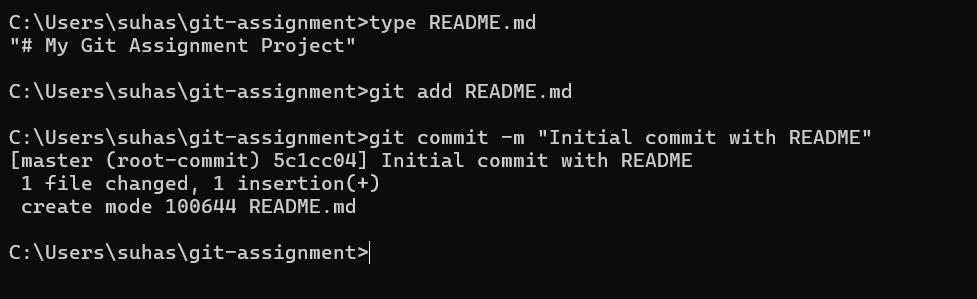 C:\Users\suhas\git-assignment>type README.md
"# My Git Assignment Project"
C:\Users\suhas\git-assignment>git add README.md
C:\Users\suhas\git-assignment>git commit -m "Initial commit with README"
[master (root-commit) 5c1cc04] Initial commit with README
 1 file changed, 1 insertion(+)
 create mode 100644 README.md
C:\Users\suhas\git-assignment>